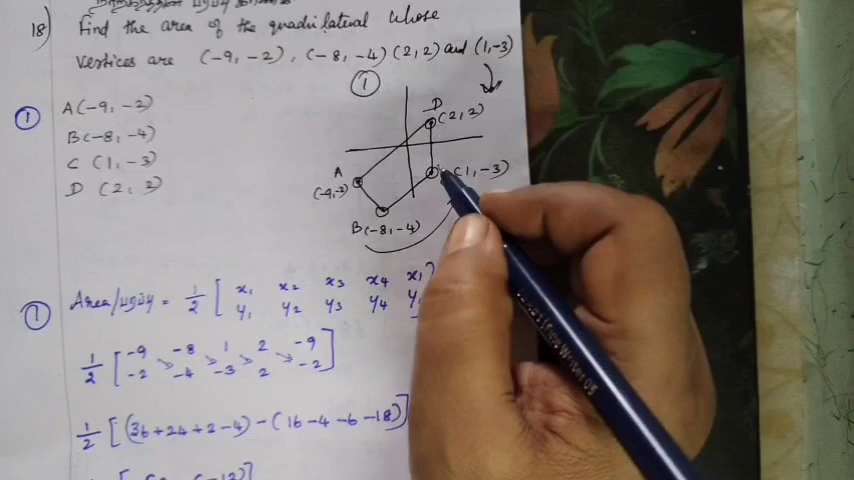 18) Find the area of the quadrilateral whose
vertices are (-9, -2), (-8, -4) (2, 2) and (1, -3)
1
1 A (-9, -2)
B (-8, -4)
C (1, -3)
D (2, 2)
D (2, 2)
A (-9, -2)
(1, -3)
B (-8, -4)
1 Area/பரப்பு = 1/2 [ x1 x2 x3 x4 x1
y1 y2 y3 y4 y1
1/2 [ -9 -8 1 2 -9 ]
-2 -4 -3 2 -2
1/2 [(36+24+2-4) - (16-4-6-18)]